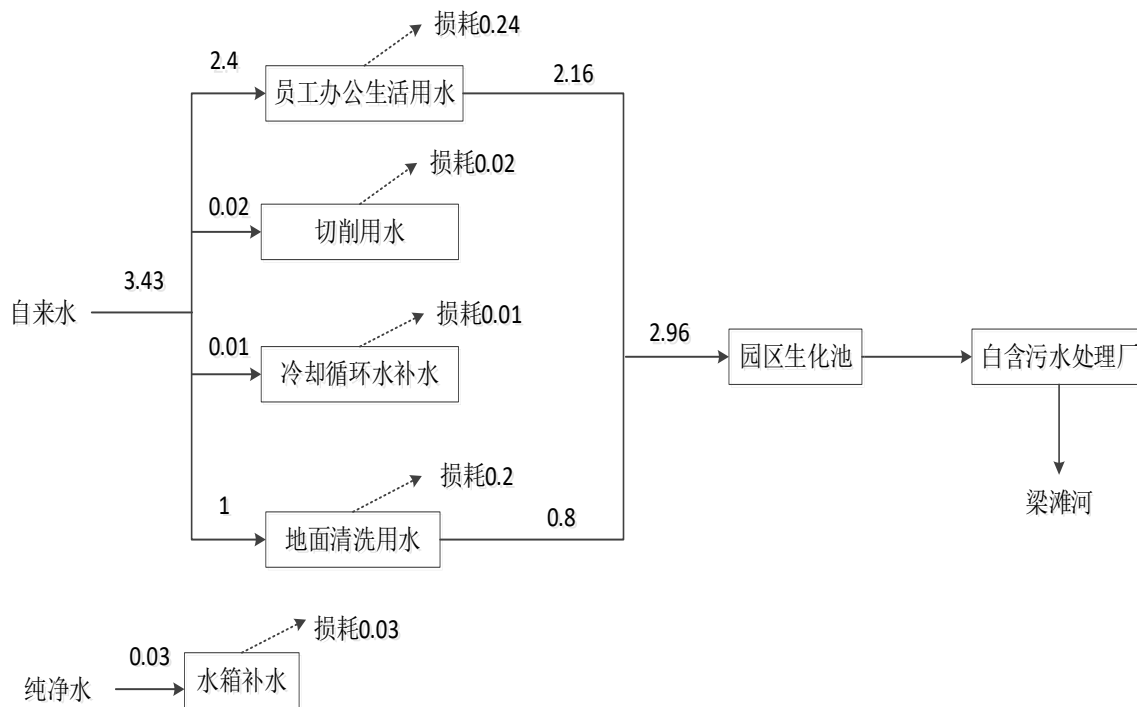 损耗0.24
2.4
员工办公生活用水
2.16
损耗0.02
0.02
切削用水
自来水
3.43
损耗0.01
0.01
冷却循环水补水
2.96
园区生化池
白含污水处理厂
梁滩河
损耗0.2
1
地面清洗用水
0.8
损耗0.03
纯净水
0.03
水箱补水